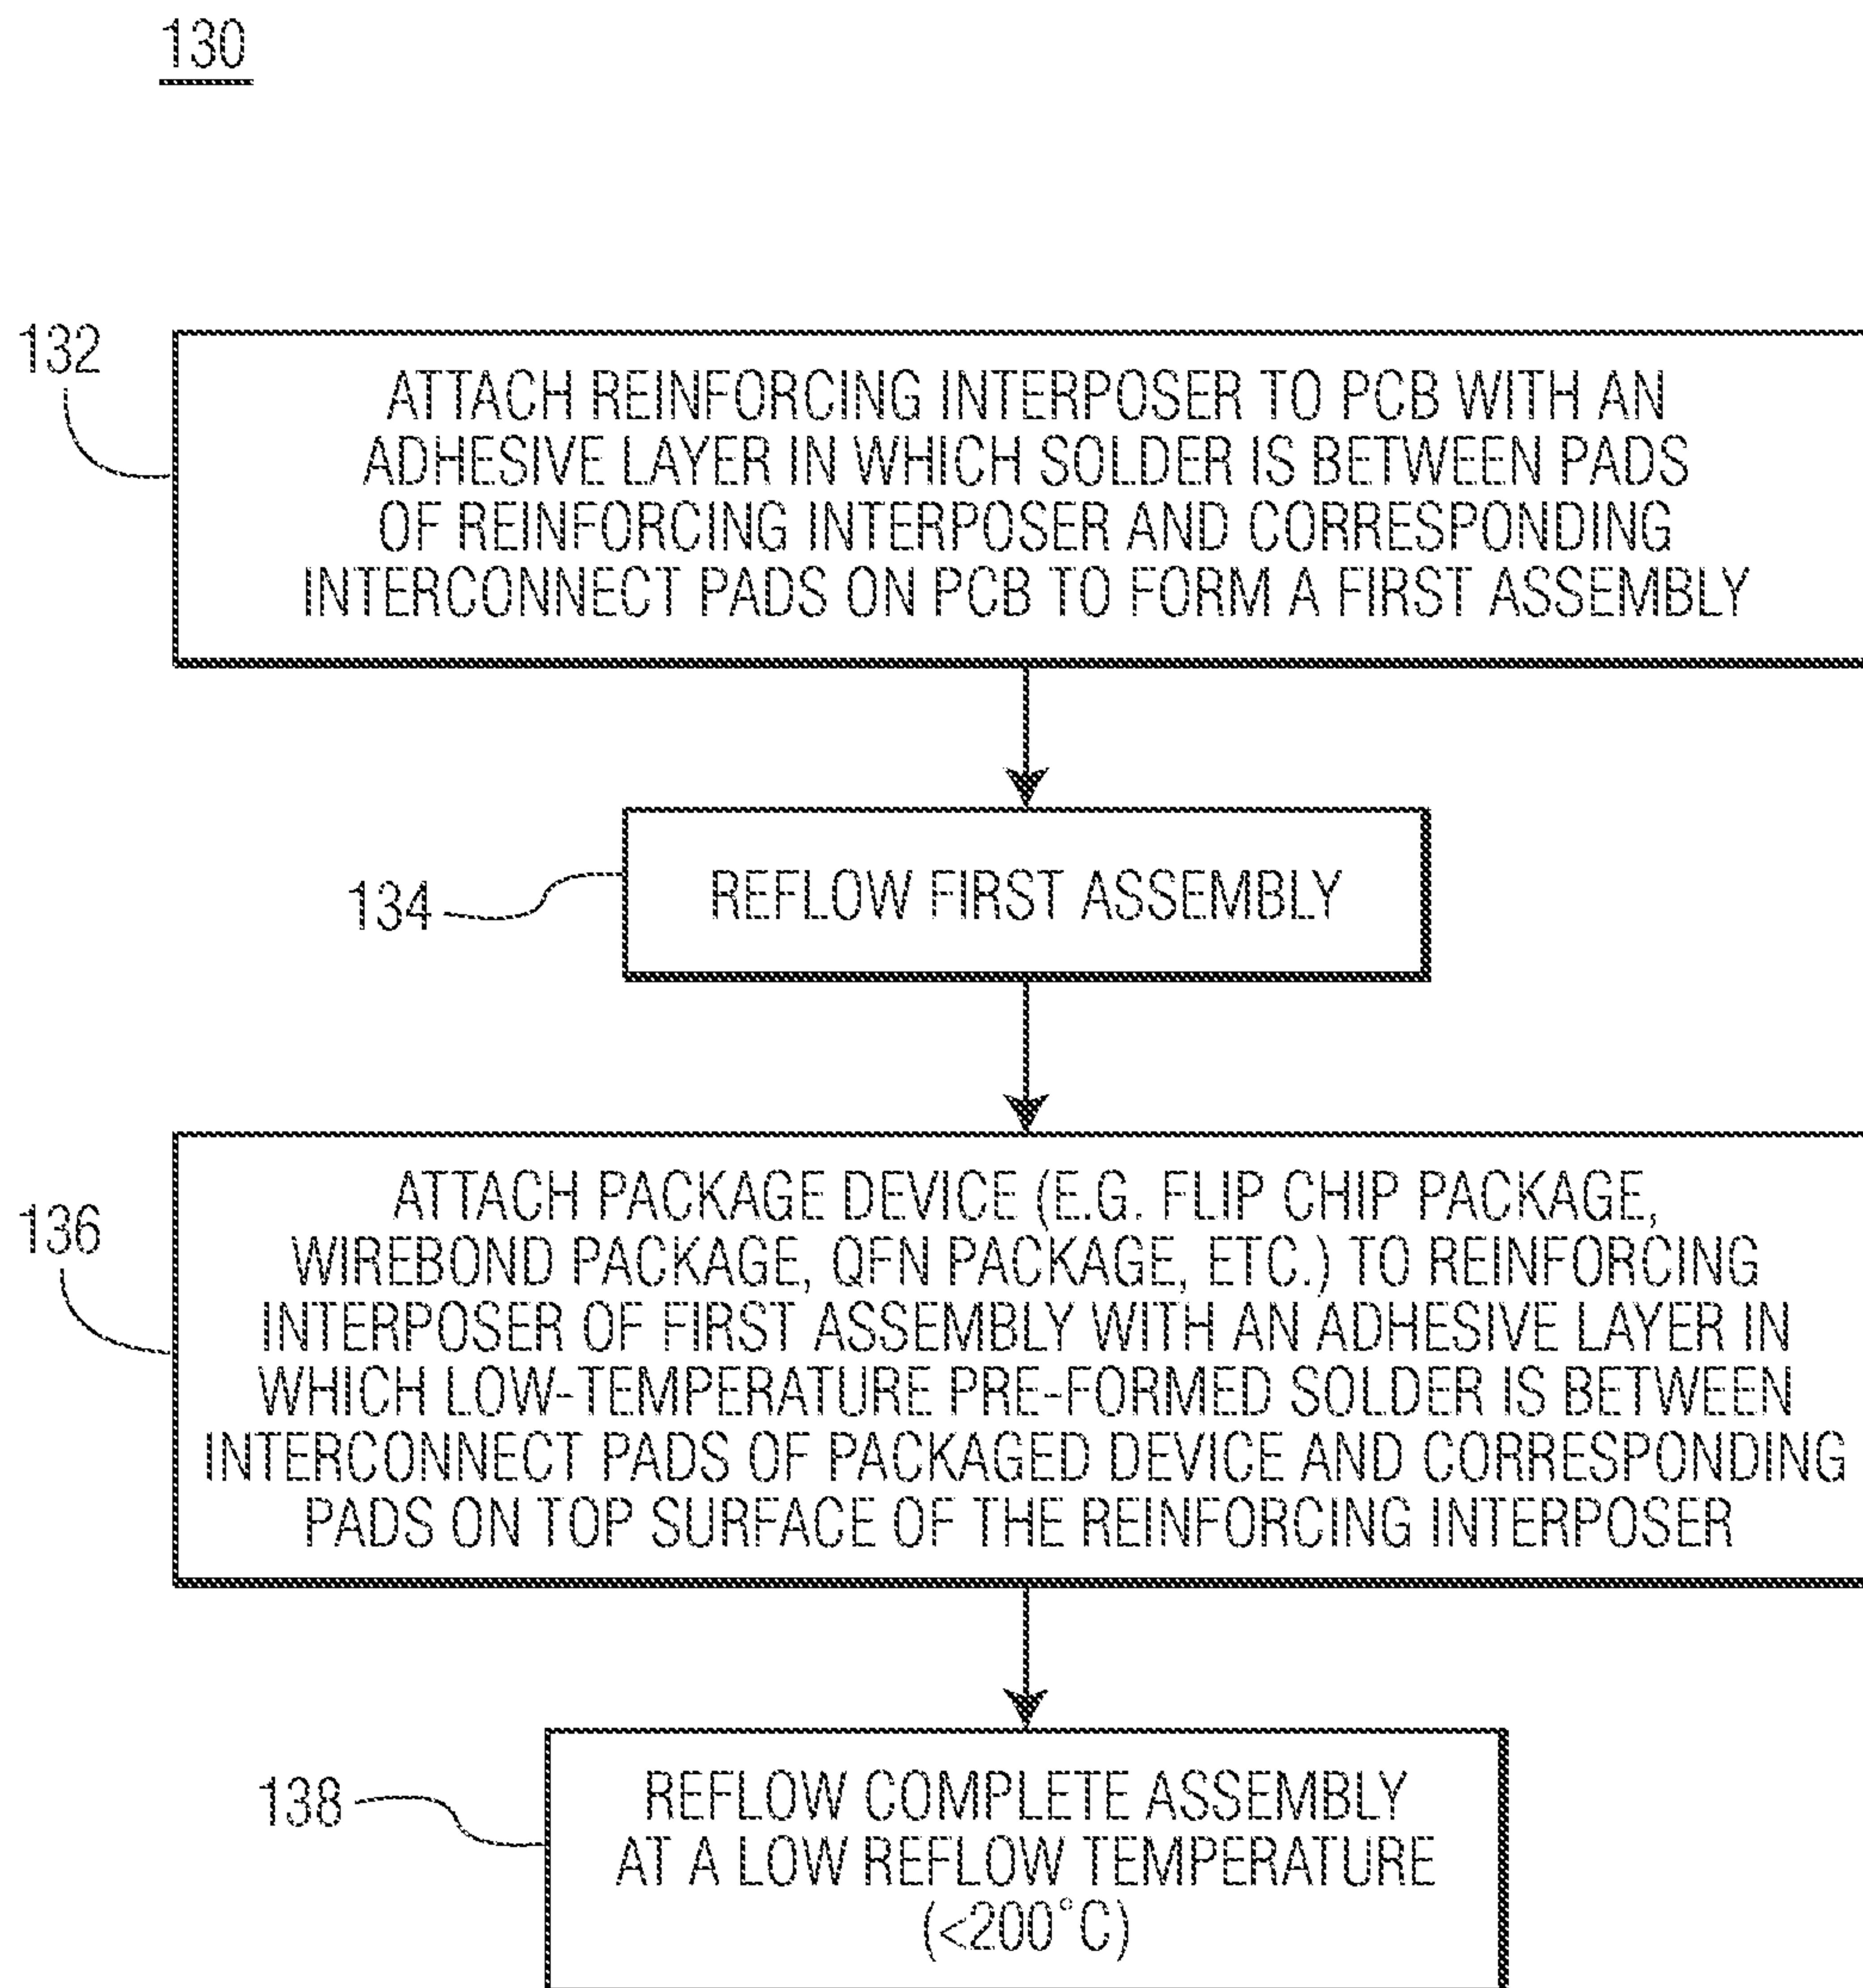 130
132
ATTACH REINFORCING INTERPOSER TO PCB WITH AN
ADHESIVE LAYER IN WHICH SOLDER IS BETWEEN PADS
OF REINFORCING INTERPOSER AND CORRESPONDING
INTERCONNECT PADS ON PCB TO FORM A FIRST ASSEMBLY
134
REFLOW FIRST ASSEMBLY
136
ATTACH PACKAGE DEVICE (E.G. FLIP CHIP PACKAGE,
WIREBOND PACKAGE, QFN PACKAGE, ETC.) TO REINFORCING
INTERPOSER OF FIRST ASSEMBLY WITH AN ADHESIVE LAYER IN
WHICH LOW-TEMPERATURE PRE-FORMED SOLDER IS BETWEEN
INTERCONNECT PADS OF PACKAGED DEVICE AND CORRESPONDING
PADS ON TOP SURFACE OF THE REINFORCING INTERPOSER
138
REFLOW COMPLETE ASSEMBLY
AT A LOW REFLOW TEMPERATURE
(<200°C)